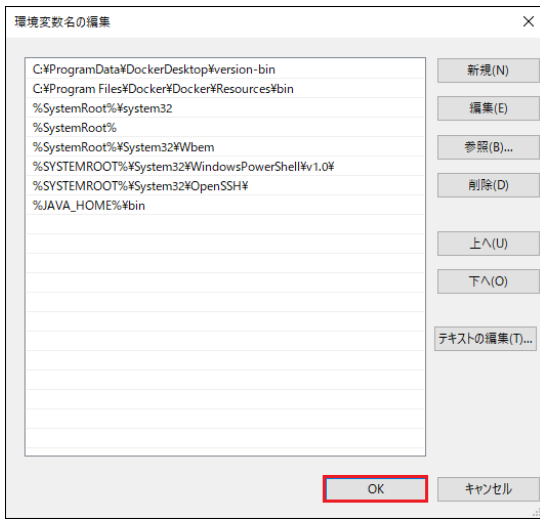 環境変数名の編集
C:¥ProgramData¥DockerDesktop¥version-bin
C:¥Program Files¥Docker¥Docker¥Resources¥bin
%SystemRoot%¥system32
%SystemRoot%
%SystemRoot%¥System32¥Wbem
%SYSTEMROOT%¥System32¥WindowsPowerShell¥v1.0¥
%SYSTEMROOT%¥System32¥OpenSSH¥
%JAVA_HOME%¥bin
新規(N)
編集(E)
参照(B)...
削除(D)
上へ(U)
下へ(O)
テキストの編集(T)...
OK
キャンセル